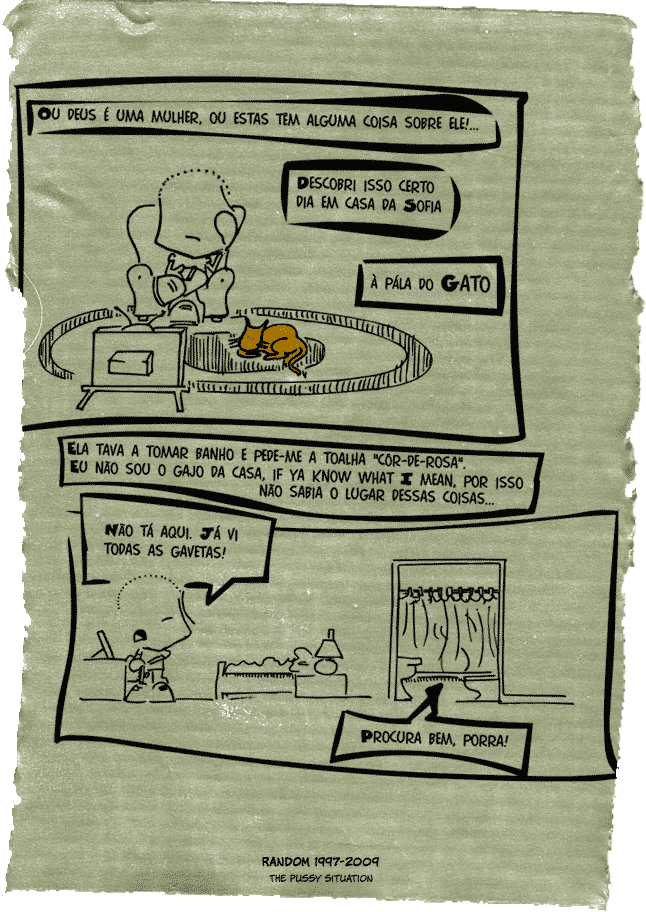 OU DEUS É UMA MULHER, OU ESTAS TEM ALGUMA COISA SOBRE ELE!...
DESCOBRI ISSO CERTO
DIA EM CASA DA SOFIA
À PÁLA DO GATO
ELA TAVA A TOMAR BANHO E PEDE-ME A TOALHA "CÔR-DE-ROSA".
EU NÃO SOU O GAJO DA CASA, IF YA KNOW WHAT I MEAN, POR ISSO
NÃO SABIA O LUGAR DESSAS COISAS...
NÃO TÁ AQUI. JÁ VI
TODAS AS GAVETAS!
PROCURA BEM, PORRA!
RANDOM 1997-2009
THE PUSSY SITUATION